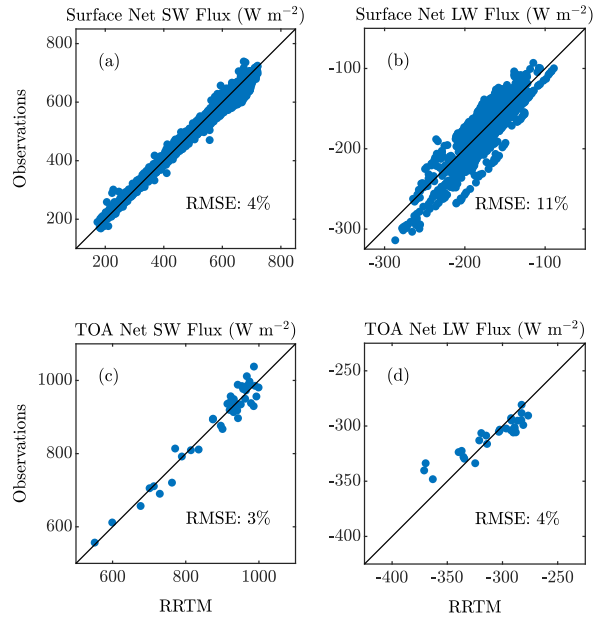 Surface Net SW Flux (W m⁻²)
(a)
800
600
400
200
Observations
RMSE: 4%
200 400 600 800
Surface Net LW Flux (W m⁻²)
(b)
-100
-200
-300
RMSE: 11%
-300 -200 -100
TOA Net SW Flux (W m⁻²)
(c)
1000
800
600
Observations
RMSE: 3%
600 800 1000
RRTM
TOA Net LW Flux (W m⁻²)
-225
(d)
-250
-300
-350
-400
RMSE: 4%
-400 -350 -300 -250
RRTM